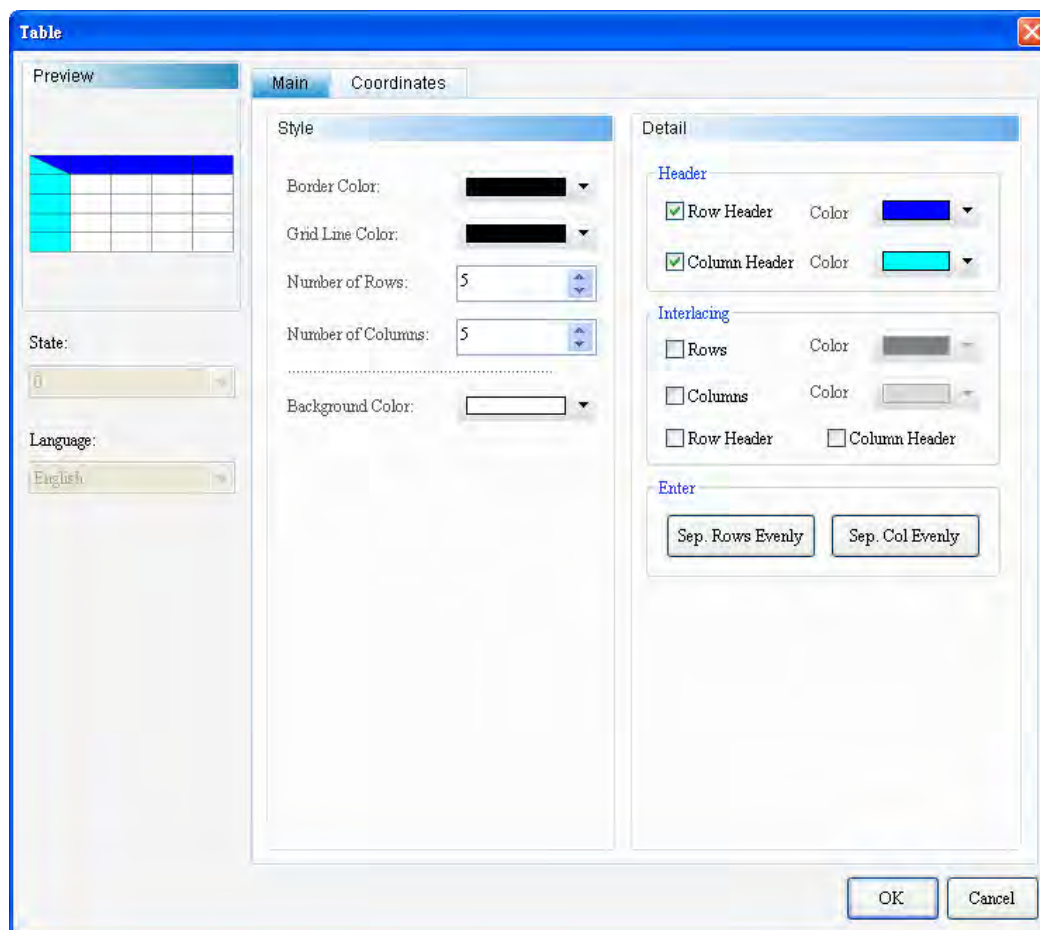 Table
Preview
State:
0
Language:
English
Main
Coordinates
Style
Border Color:
Grid Line Color:
Number of Rows:
5
Number of Columns:
5
Background Color:
Detail
Header
Row Header Color
Column Header Color
Interlacing
Rows Color
Columns Color
Row Header Column Header
Enter
Sep. Rows Evenly Sep. Col Evenly
OK Cancel